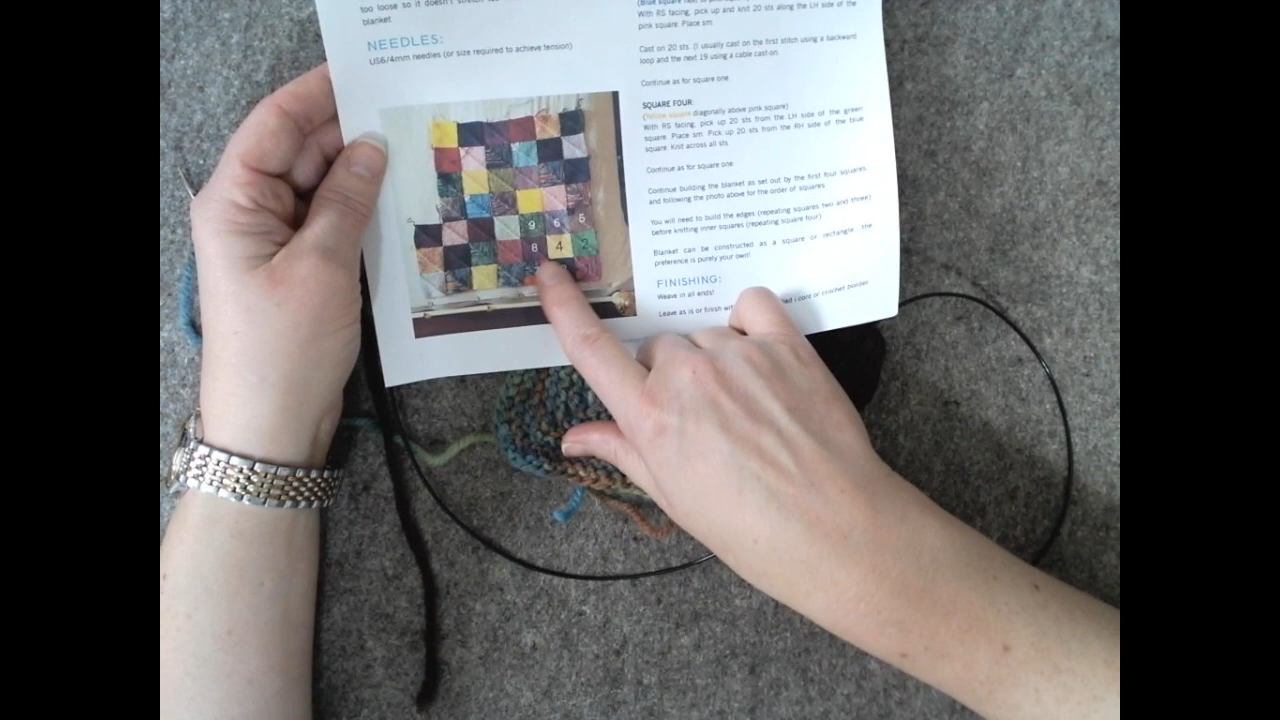 too loose so it doesn't stretch too
blanket.
NEEDLES:
US6/4mm needles (or size required to achieve tension)
9 6 5
8 4 2
With RS facing, pick up and knit 20 sts along the LH side of the
pink square. Place sm.
Cast on 20 sts. (I usually cast on the first stitch using a backward
loop and the next 19 using a cable cast on.
Continue as for square one.
SQUARE FOUR:
(Yellow square diagonally above pink square)
With RS facing, pick up 20 sts from the LH side of the green
square. Place sm. Pick up 20 sts from the RH side of the blue
square. Knit across all sts.
Continue as for square one.
Continue building the blanket as set out by the first four squares
and following the photo above for the order of squares.
You will need to build the edges (repeating squares two and three)
before knitting inner squares (repeating square four)
Blanket can be constructed as a square or rectangle, the
preference is purely your own!
FINISHING:
Weave in all ends!
Leave as is or finish i cord or crochet border